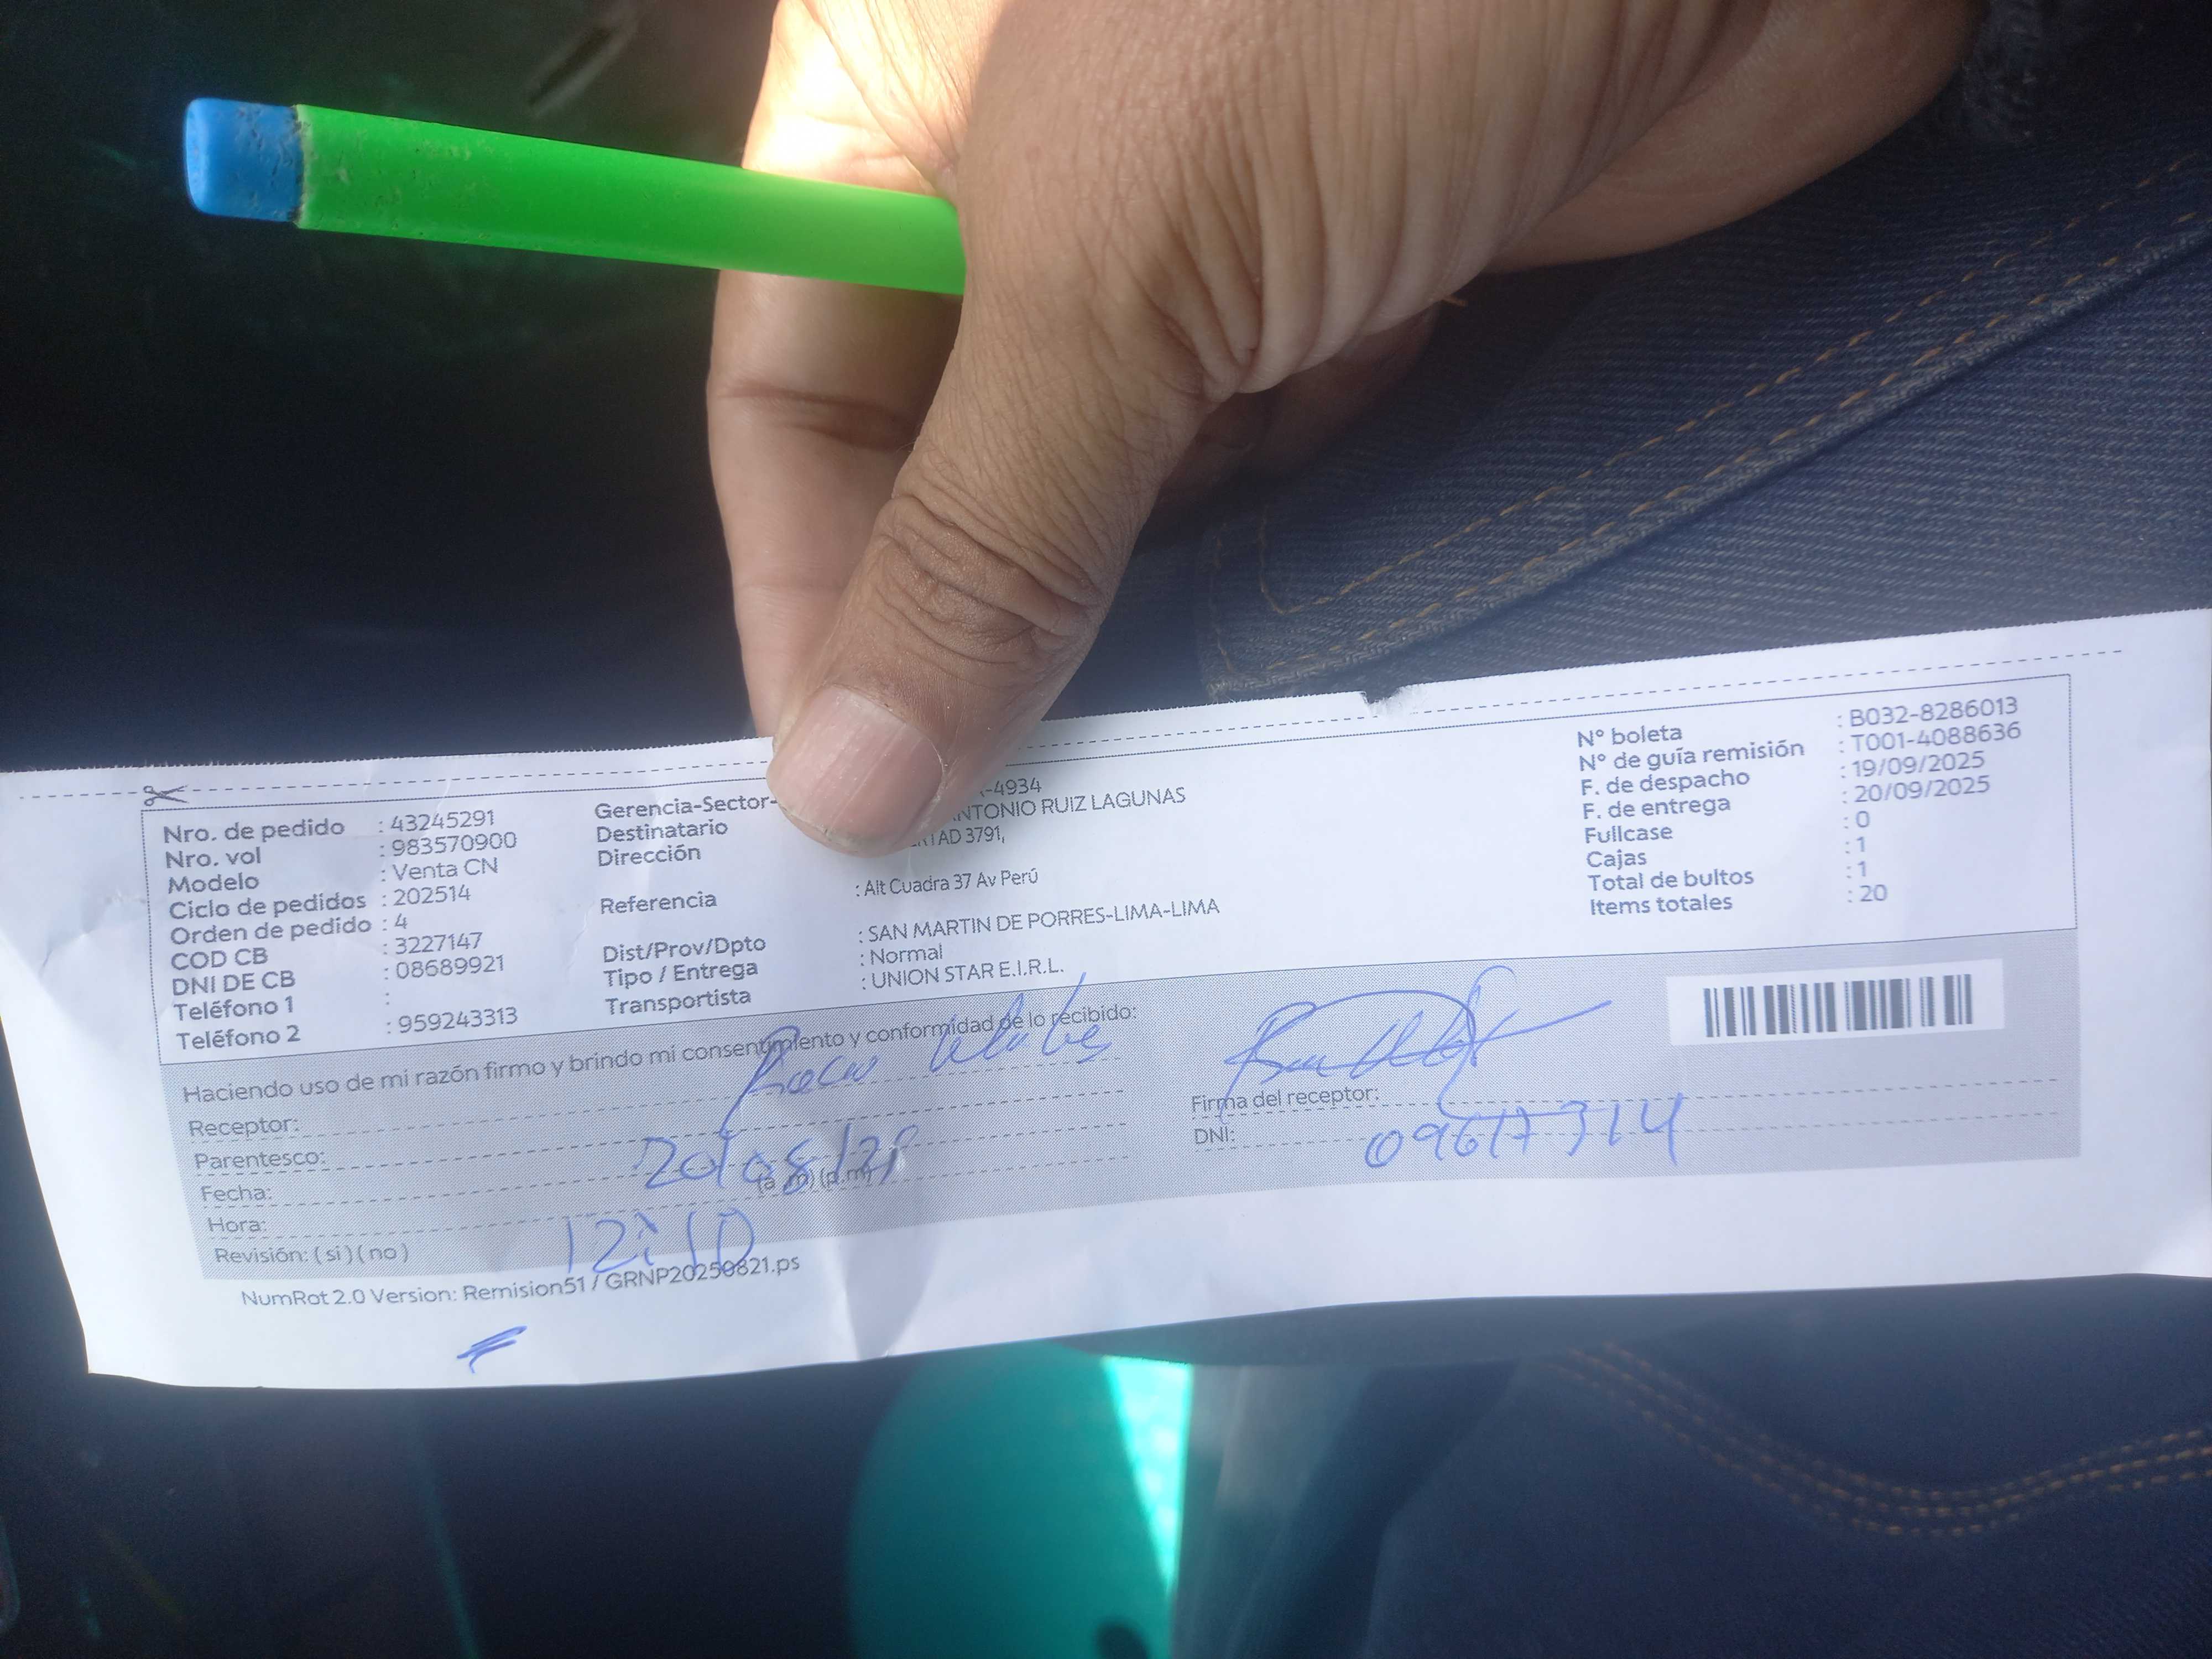 Nro. de pedido : 43245291
Nro. vol : 983570900
Modelo : Venta CN
Ciclo de pedidos : 202514
Orden de pedido : 4
COD CB : 3227147
DNI DE CB : 08689921
Teléfono 1 :
Teléfono 2 : 959243313
Gerencia-Sector- -4934
Destinatario NTONIO RUIZ LAGUNAS
Dirección TAD 3791,
Referencia : Alt Cuadra 37 Av Perú
Dist/Prov/Dpto : SAN MARTIN DE PORRES-LIMA-LIMA
Tipo / Entrega : Normal
Transportista : UNION STAR E.I.R.L.
N° boleta : B032-8286013
N° de guía remisión : T001-4088636
F. de despacho : 19/09/2025
F. de entrega : 20/09/2025
Fullcase : 0
Cajas : 1
Total de bultos : 1
Items totales : 20
Haciendo uso de mi razón firmo y brindo mi consentimiento y conformidad de lo recibido:
Receptor:
Parentesco:
Fecha:
Hora: 12:10 (a.m) (p.m)
Revisión: ( si ) ( no )
Firma del receptor:
DNI: 09617314
NumRot 2.0 Version: Remision51 / GRNP20250821.ps